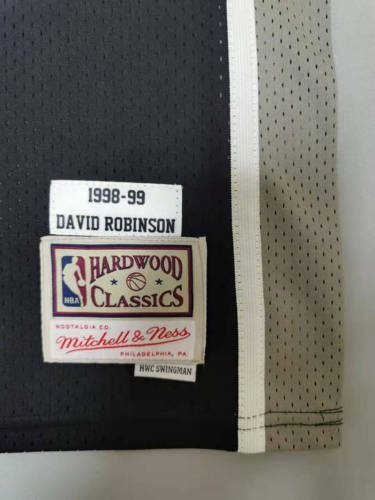 1998-99
DAVID ROBINSON
HARDWOOD
CLASSICS
NBA
NOSTALGIA CO.
Mitchell & Ness
PHILADELPHIA, PA.
HWC SWINGMAN